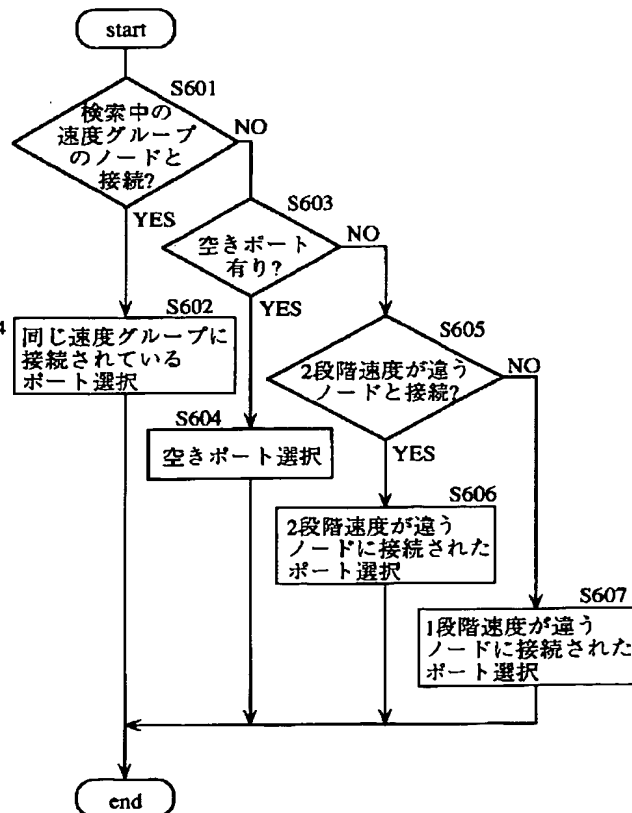 start
S601
検索中の
速度グループ
のノードと
接続?
NO
YES
S603
空きポート
有り?
NO
YES
S602
4
同じ速度グループに
接続されている
ポート選択
S605
2段階速度が違う
ノードと接続?
NO
YES
S604
空きポート選択
S606
2段階速度が違う
ノードに接続された
ポート選択
S607
1段階速度が違う
ノードに接続された
ポート選択
end